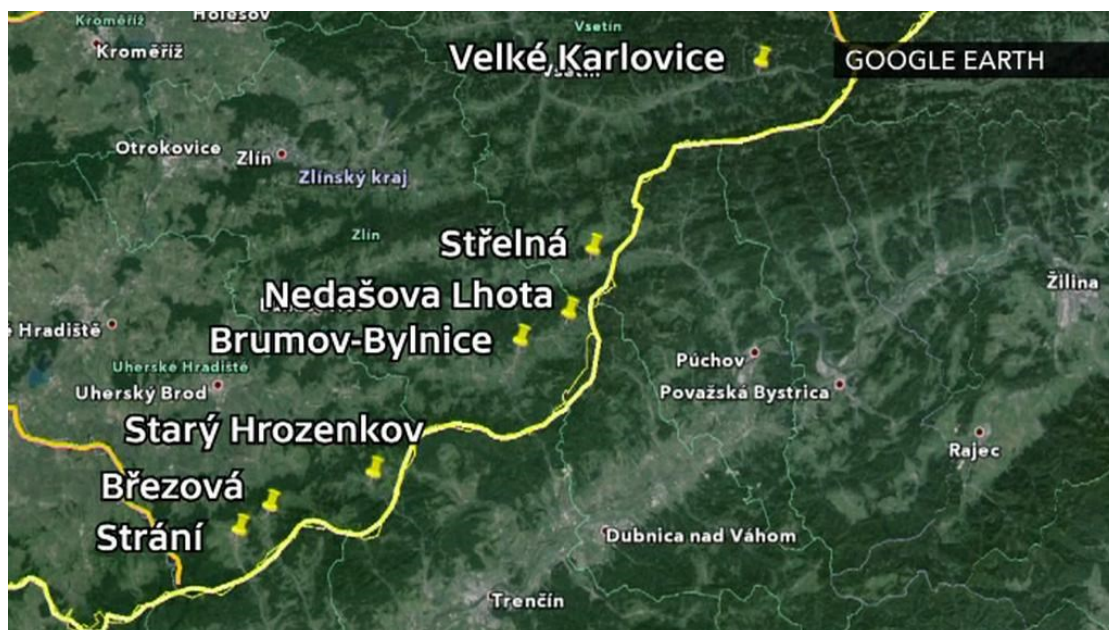 Holešov
Kroměříž
Kroměříž
Vsetín
Velké Karlovice
Vsetín
GOOGLE EARTH
Otrokovice
Zlín
Zlínský kraj
Zlín
Střelná
Nedašova Lhota
Žilina
é Hradiště
Brumov-Bylnice
Púchov
Uherské Hradiště
Uherský Brod
Považská Bystrica
Starý Hrozenkov
Rajec
Březová
Strání
Dubnica nad Váhom
Trenčín